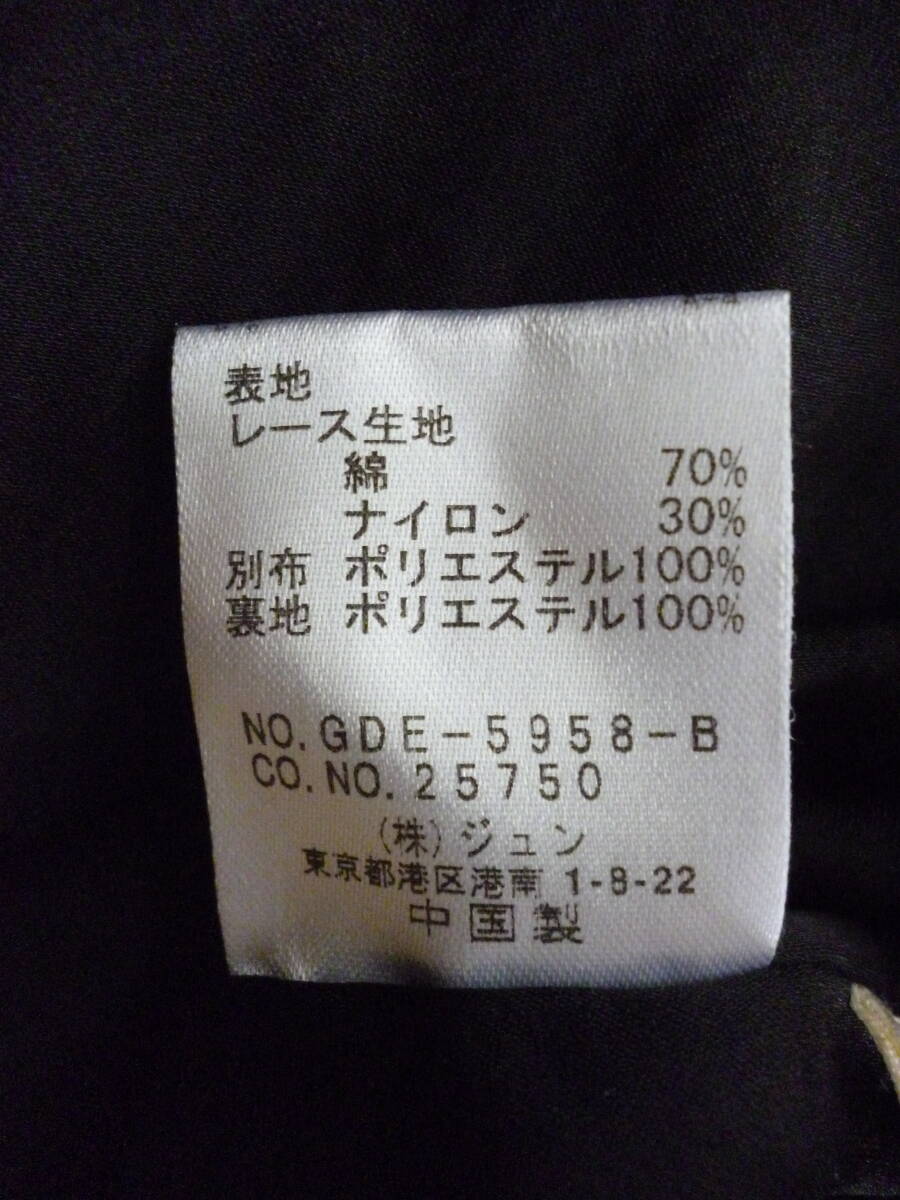 表地
レース生地
綿 70%
ナイロン 30%
別布 ポリエステル100%
裏地 ポリエステル100%
NO.GDE-5958-B
CO.NO.25750
(株)ジュン
東京都港区港南 1-8-22
中国製